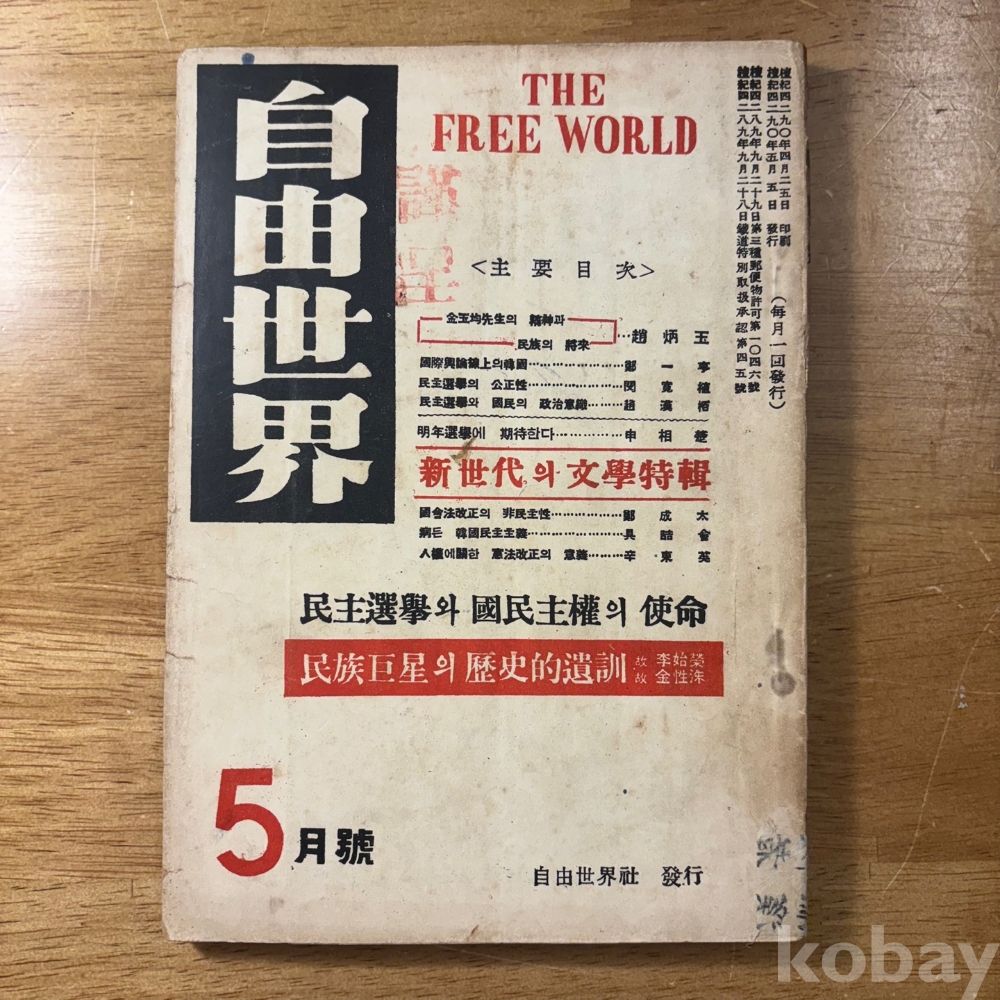 自由世界
THE
FREE WORLD
謹呈
檀紀四二九〇年四月二五日 印刷
檀紀四二九〇年五月五日 發行
檀紀四二八九年九月二十九日第三種郵便物許可第一〇四六號
檀紀四二八九年九月二十八日鐵道特別取扱承認第四五號
(每月一回發行)
<主要目次>
金玉均先生의 精神과
民族의 將來……趙炳玉
國際輿論線上의韓國……鄭一亨
民主選擧의 公正性……閔寬植
民主選擧와 國民의 政治意識……趙漢栢
明年選擧에 期待한다……申相楚
新世代의 文學特輯
國會法改正의 非民主性……鄭成太
病든 韓國民主主義……
人權에關한 憲法改正의 意義……辛東英
民主選擧와 國民主權의 使命
民族巨星의 歷史的遺訓 故 李始榮
故 金性洙
5月號
自由世界社 發行
kobay